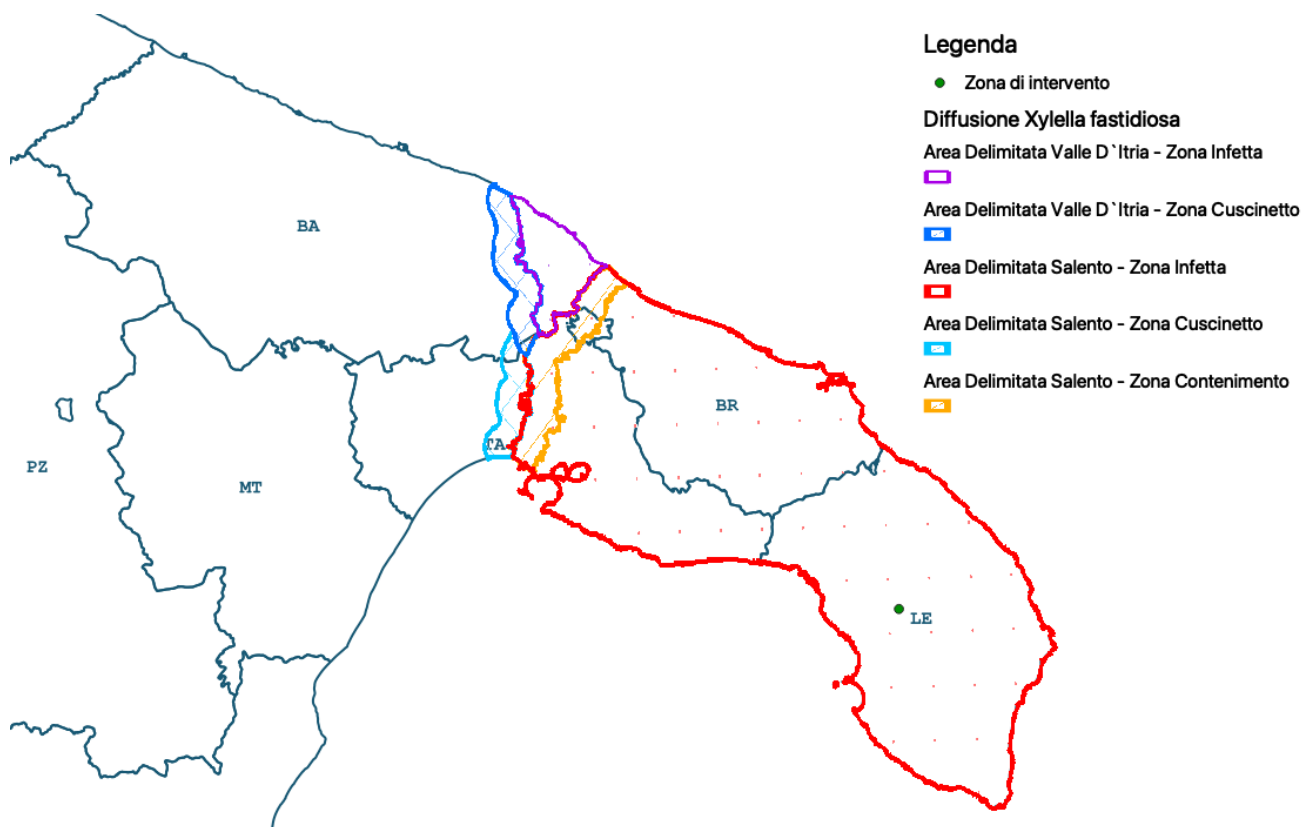 Legenda
Zona di intervento
Diffusione Xylella fastidiosa
Area Delimitata Valle D`Itria - Zona Infetta
Area Delimitata Valle D`Itria - Zona Cuscinetto
Area Delimitata Salento - Zona Infetta
Area Delimitata Salento - Zona Cuscinetto
Area Delimitata Salento - Zona Contenimento
BA
BR
TA
PZ
MT
LE